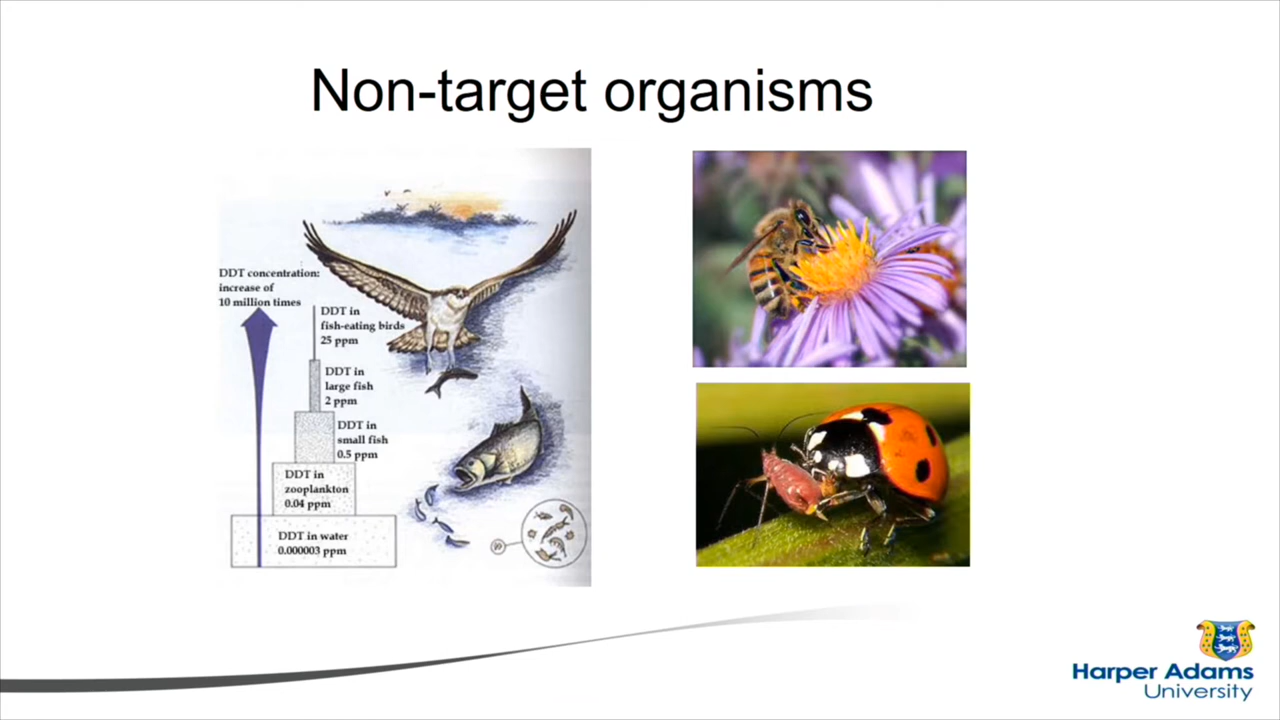 Non-target organisms
DDT concentration:
increase of
10 million times
DDT in
fish-eating birds
25 ppm
DDT in
large fish
2 ppm
DDT in
small fish
0.5 ppm
DDT in
zooplankton
0.04 ppm
DDT in water
0.000003 ppm
Harper Adams
University